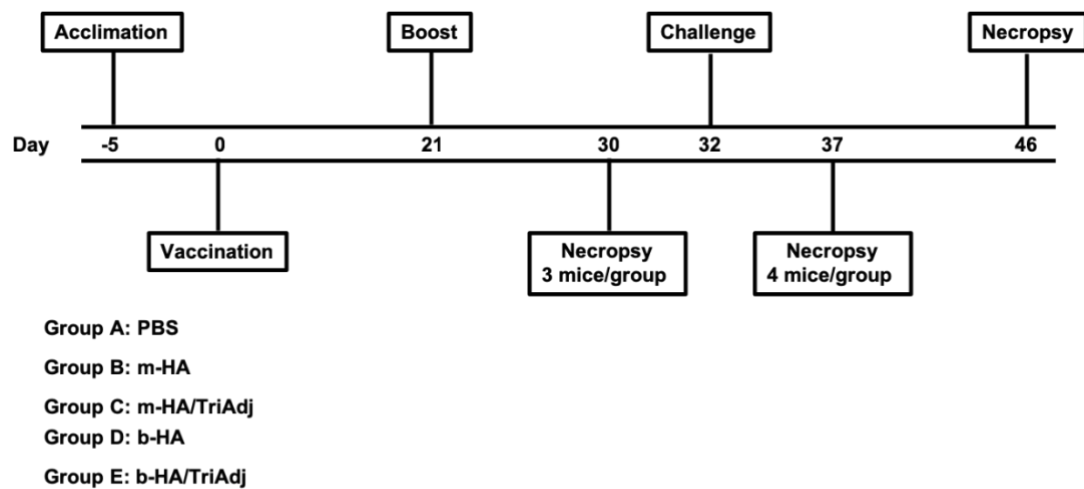 Acclimation
Boost
Challenge
Necropsy
Day -5 0 21 30 32 37 46
Vaccination
Necropsy
3 mice/group
Necropsy
4 mice/group
Group A: PBS
Group B: m-HA
Group C: m-HA/TriAdj
Group D: b-HA
Group E: b-HA/TriAdj